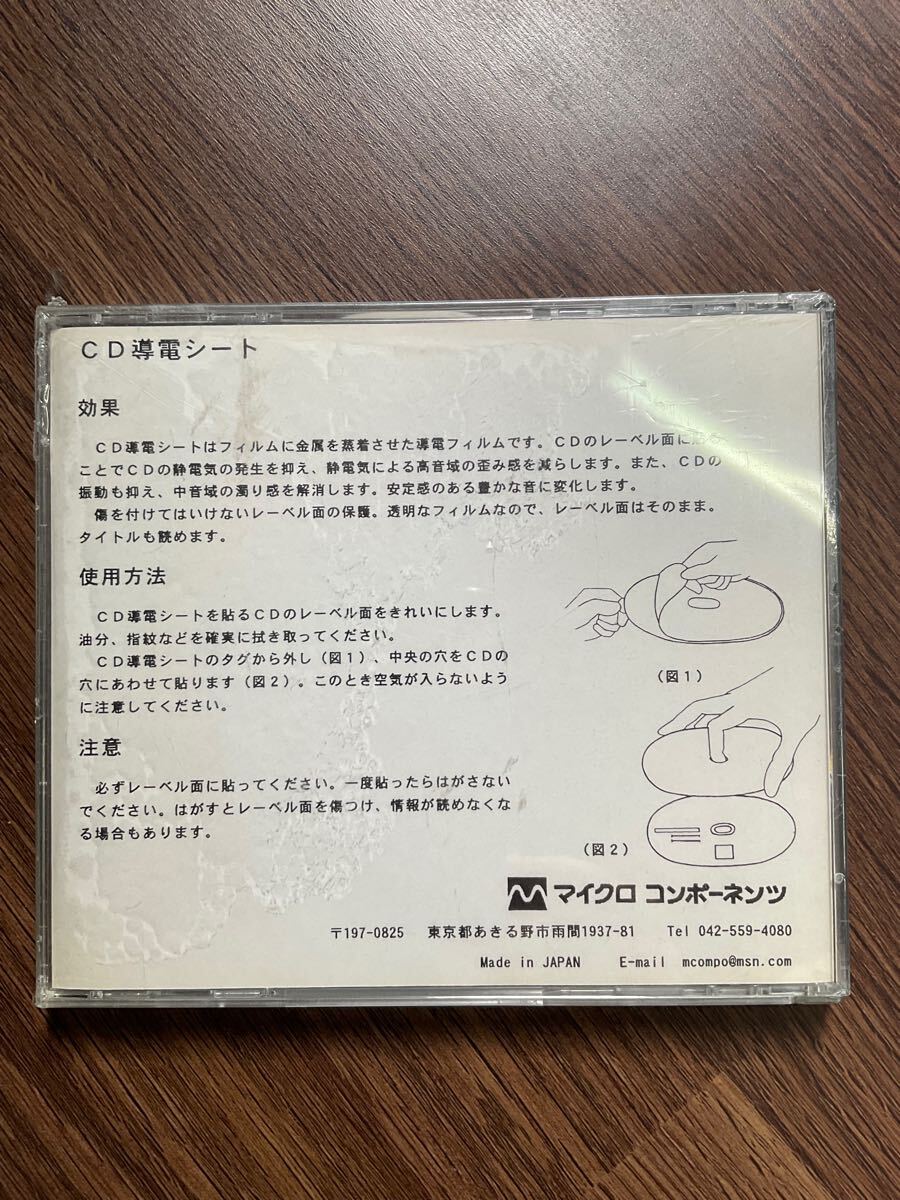 CD導電シート
効果
CD導電シートはフィルムに金属を蒸着させた導電フィルムです。CDのレーベル面に貼る
ことでCDの静電気の発生を抑え、静電気による高音域の歪み感を減らします。また、CDの
振動も抑え、中音域の濁り感を解消します。安定感のある豊かな音に変化します。
傷を付けてはいけないレーベル面の保護。透明なフィルムなので、レーベル面はそのまま。
タイトルも読めます。
使用方法
CD導電シートを貼るCDのレーベル面をきれいにします。
油分、指紋などを確実に拭き取ってください。
CD導電シートのタグから外し（図1）、中央の穴をCDの
穴にあわせて貼ります（図2）。このとき空気が入らないよう
に注意してください。
（図1）
注意
必ずレーベル面に貼ってください。一度貼ったらはがさない
でください。はがすとレーベル面を傷つけ、情報が読めなくな
る場合もあります。
（図2）
マイクロ コンポーネンツ
〒197-0825 東京都あきる野市雨間1937-81 Tel 042-559-4080
Made in JAPAN E-mail mcompo@msn.com